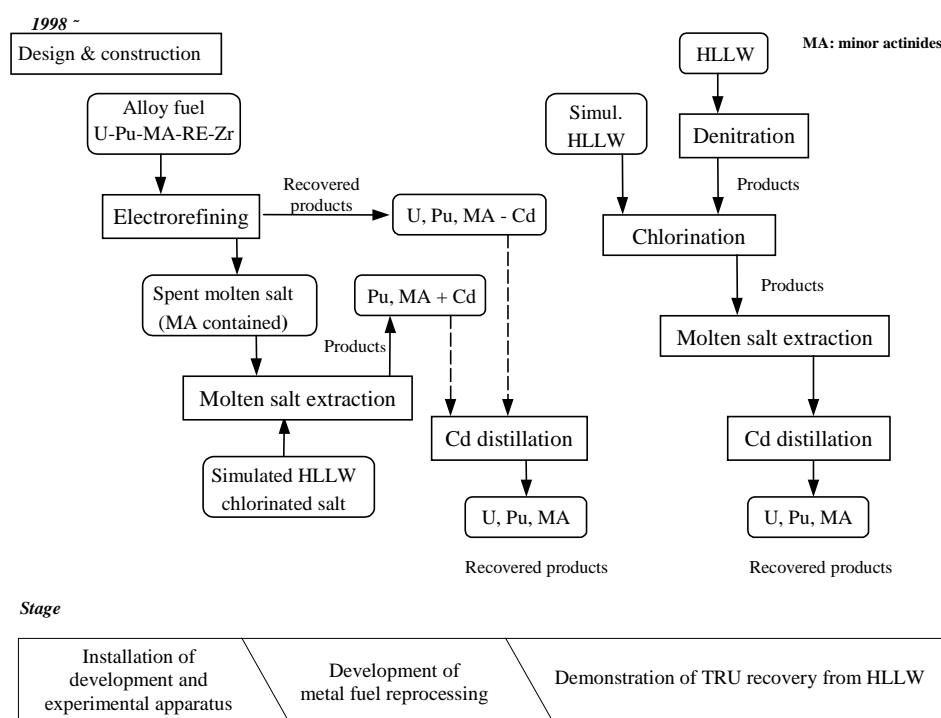 1998 ~
Design & construction
MA: minor actinides
HLLW
Alloy fuel
U-Pu-MA-RE-Zr
Simul.
HLLW
Denitration
Recovered
products
Products
Electrorefining
U, Pu, MA - Cd
Chlorination
Spent molten salt
(MA contained)
Pu, MA + Cd
Products
Products
Molten salt extraction
Molten salt extraction
Cd distillation
Cd distillation
Simulated HLLW
chlorinated salt
U, Pu, MA
U, Pu, MA
Recovered products
Recovered products
Stage
Installation of
development and
experimental apparatus
Development of
metal fuel reprocessing
Demonstration of TRU recovery from HLLW